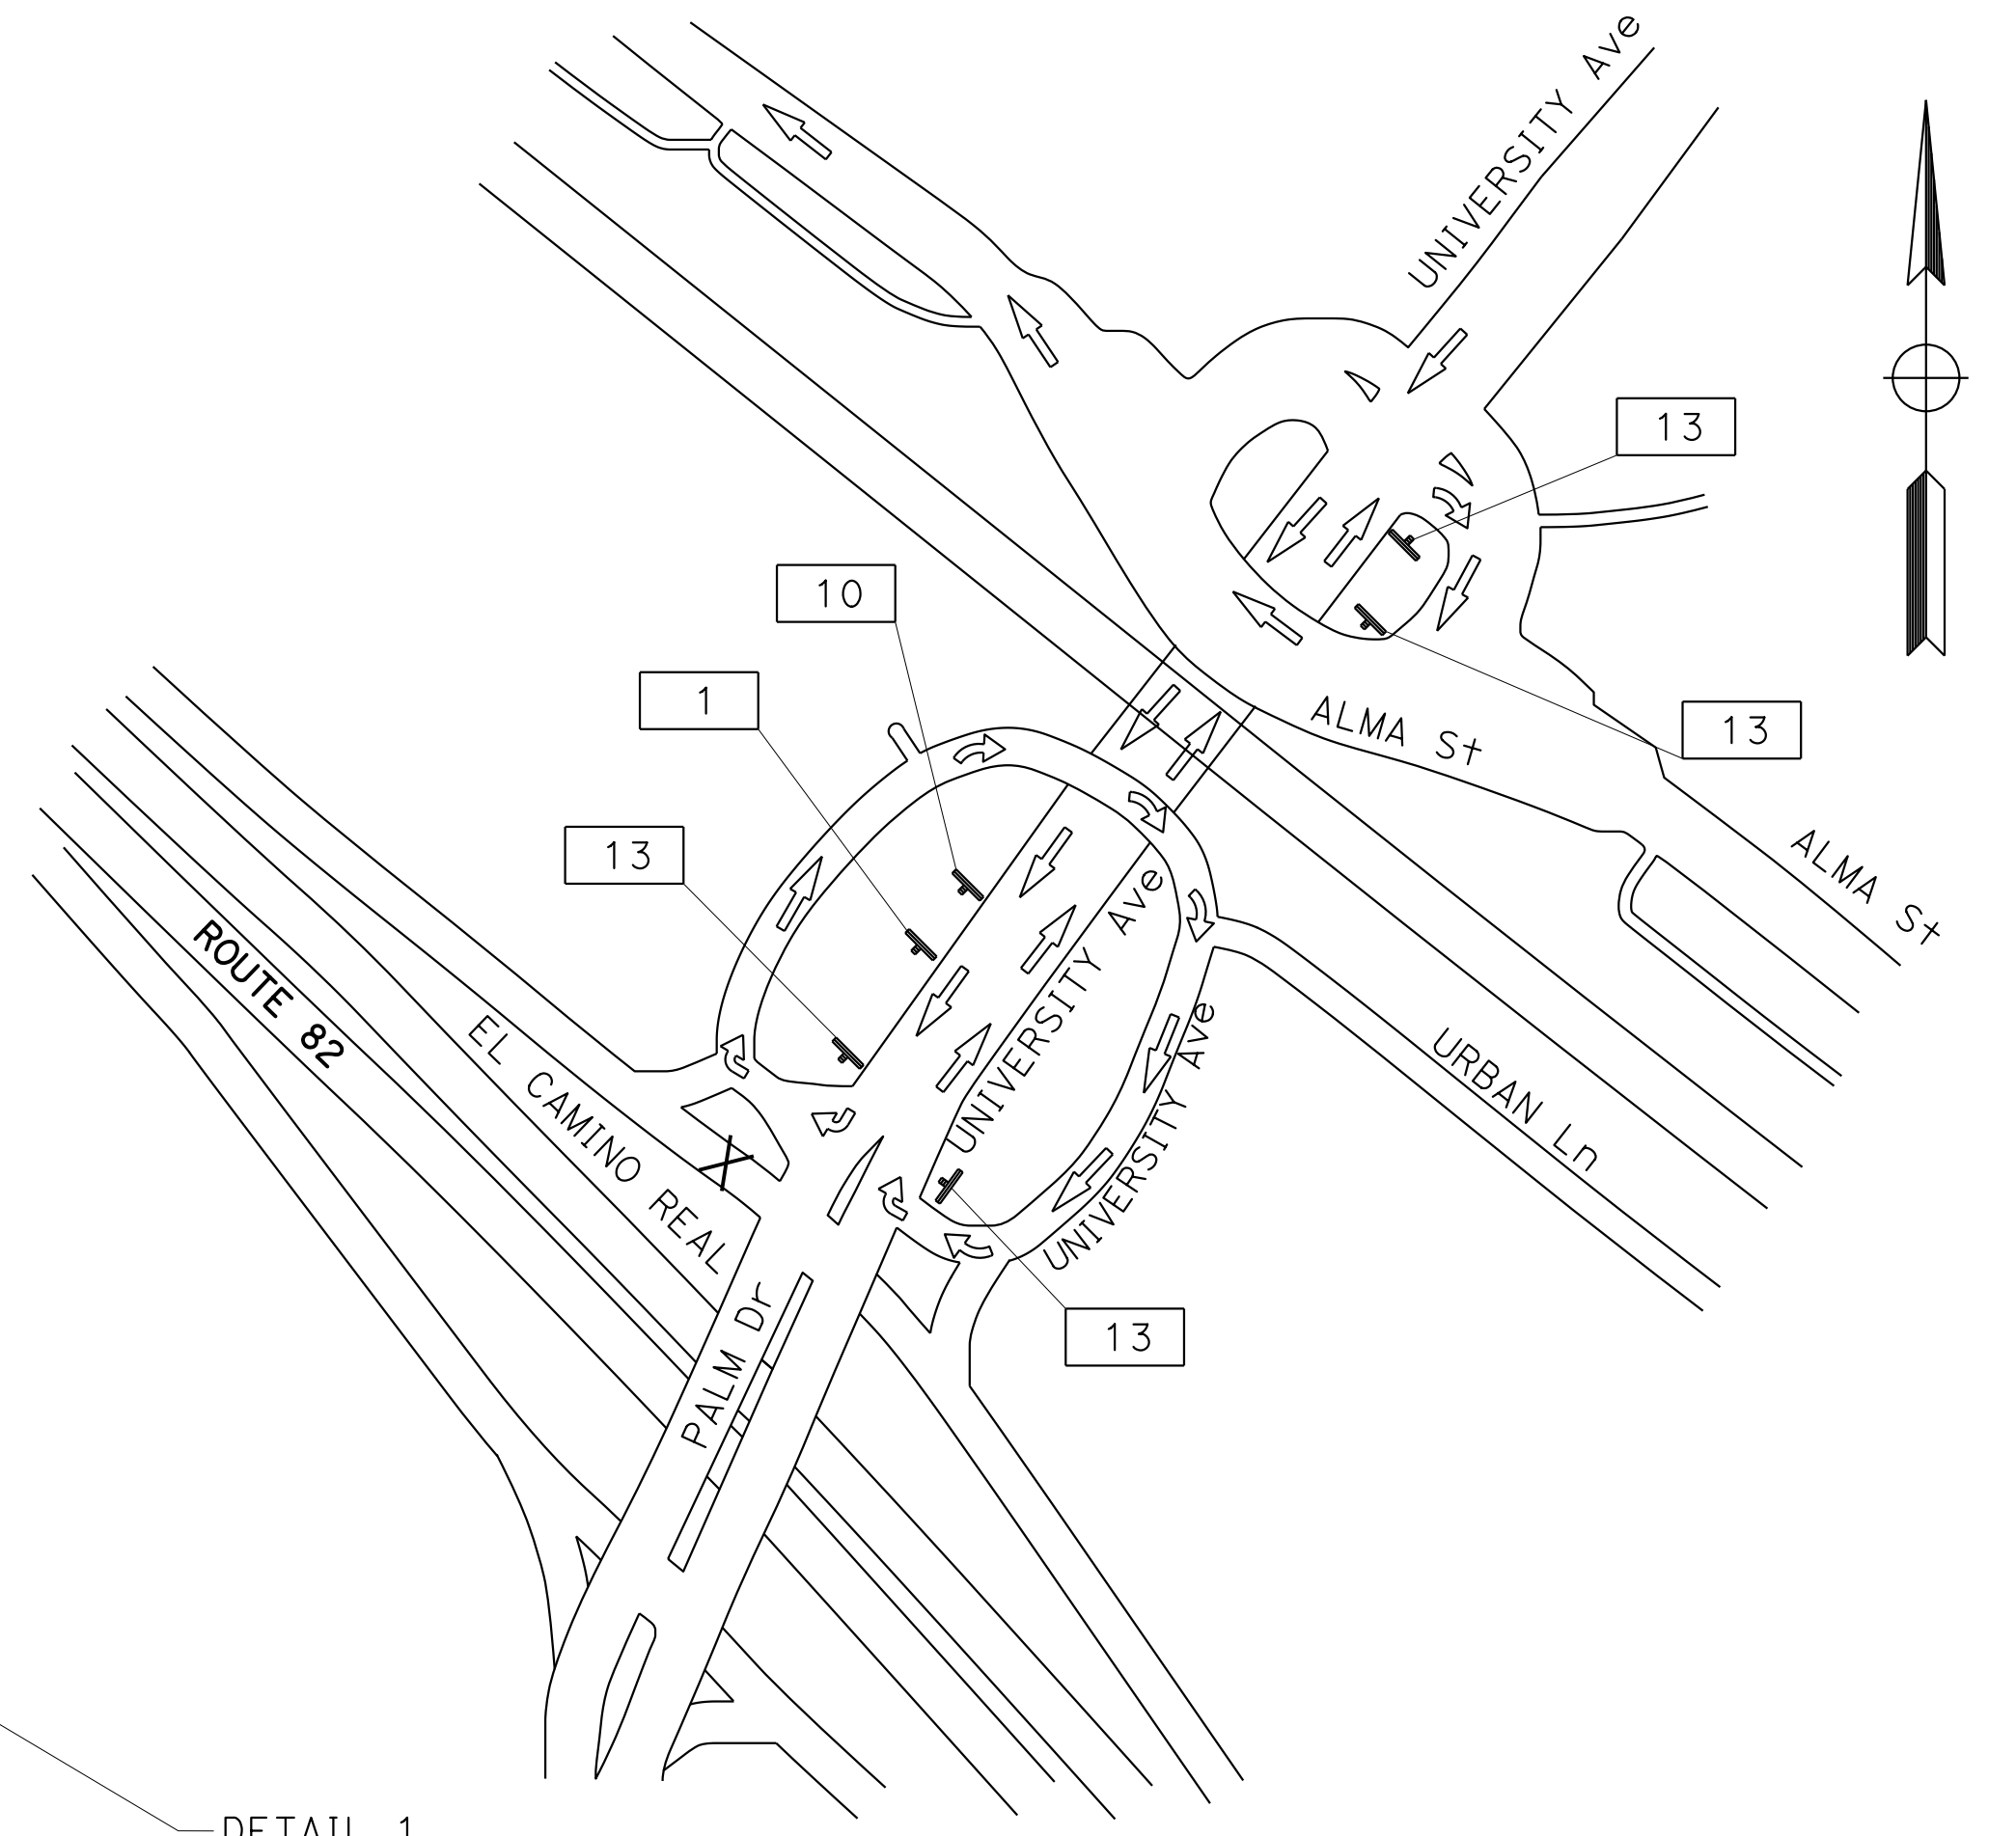 UNIVERSITY Ave
13
10
1
13
ALMA St
13
ALMA St
ROUTE 82
EL CAMINO REAL
UNIVERSITY Ave
UNIVERSITY Ave
URBAN Ln
13
PALM Dr
DETAIL 1